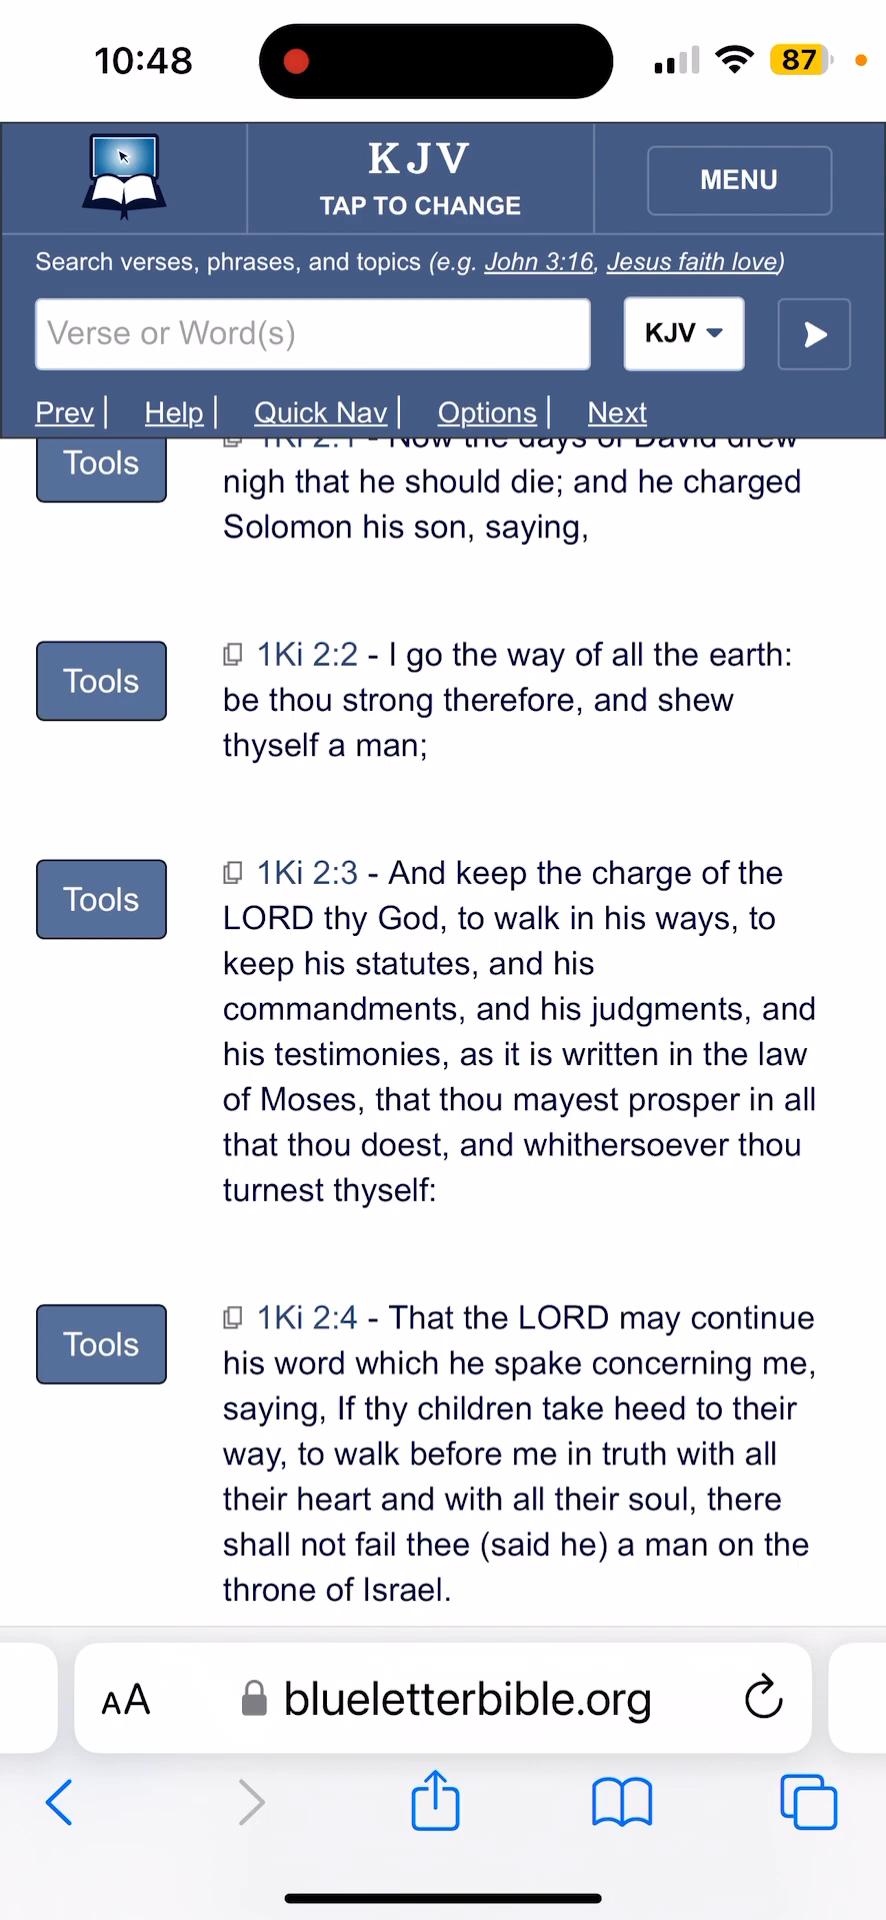 10:48
87
KJV
TAP TO CHANGE
MENU
Search verses, phrases, and topics (e.g. John 3:16, Jesus faith love)
Verse or Word(s)
KJV
Prev | Help | Quick Nav | Options | Next
Tools
1Ki 2:1 - Now the days of David drew
nigh that he should die; and he charged
Solomon his son, saying,
Tools
1Ki 2:2 - I go the way of all the earth:
be thou strong therefore, and shew
thyself a man;
Tools
1Ki 2:3 - And keep the charge of the
LORD thy God, to walk in his ways, to
keep his statutes, and his
commandments, and his judgments, and
his testimonies, as it is written in the law
of Moses, that thou mayest prosper in all
that thou doest, and whithersoever thou
turnest thyself:
Tools
1Ki 2:4 - That the LORD may continue
his word which he spake concerning me,
saying, If thy children take heed to their
way, to walk before me in truth with all
their heart and with all their soul, there
shall not fail thee (said he) a man on the
throne of Israel.
AA
blueletterbible.org